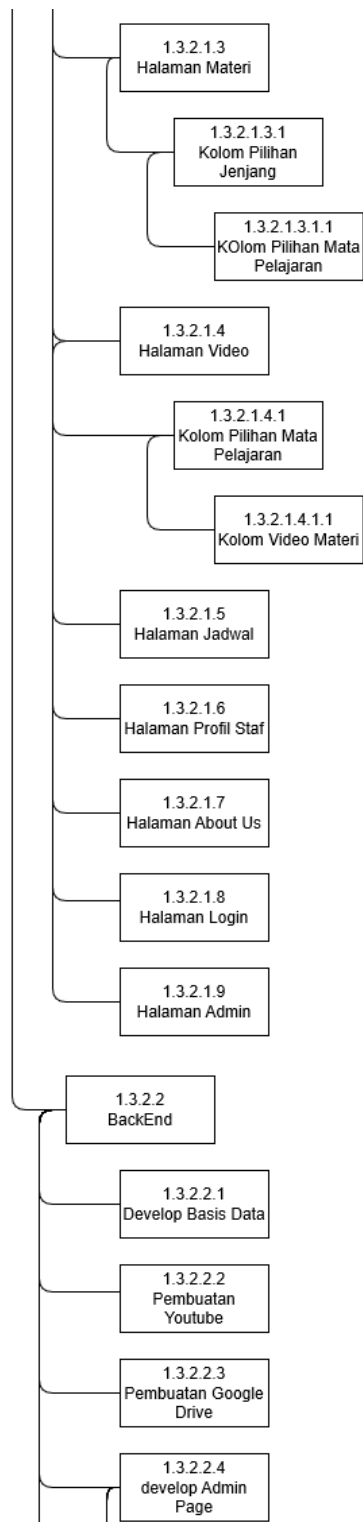 1.3.2.1.3
Halaman Materi
1.3.2.1.3.1
Kolom Pilihan
Jenjang
1.3.2.1.3.1.1
KOlom Pilihan Mata
Pelajaran
1.3.2.1.4
Halaman Video
1.3.2.1.4.1
Kolom Pilihan Mata
Pelajaran
1.3.2.1.4.1.1
Kolom Video Materi
1.3.2.1.5
Halaman Jadwal
1.3.2.1.6
Halaman Profil Staf
1.3.2.1.7
Halaman About Us
1.3.2.1.8
Halaman Login
1.3.2.1.9
Halaman Admin
1.3.2.2
BackEnd
1.3.2.2.1
Develop Basis Data
1.3.2.2.2
Pembuatan
Youtube
1.3.2.2.3
Pembuatan Google
Drive
1.3.2.2.4
develop Admin
Page